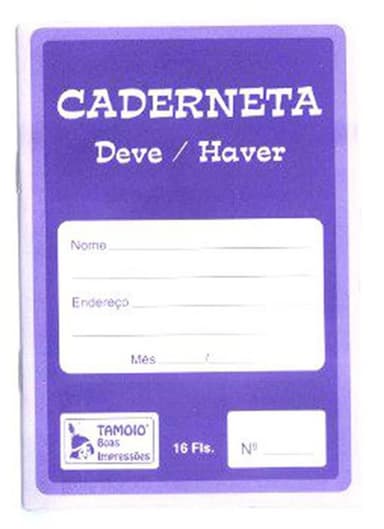 CADERNETA
Deve / Haver
Nome
Endereço
Mês /
TAMOIO
Boas
Impressões
16 Fls.
Nº